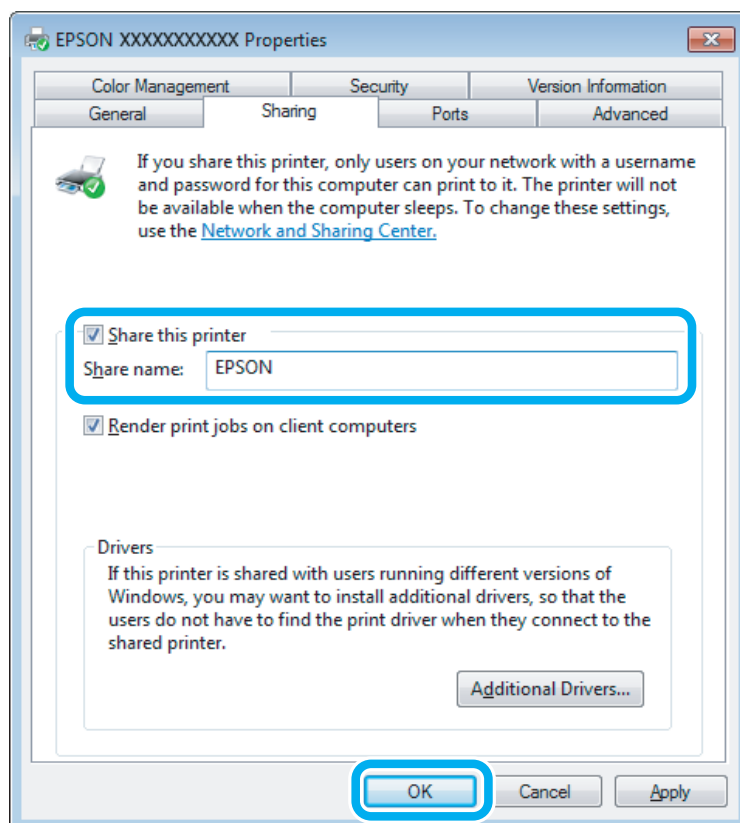 EPSON XXXXXXXXXXX Properties
Color Management Security Version Information
General Sharing Ports Advanced
If you share this printer, only users on your network with a username
and password for this computer can print to it. The printer will not
be available when the computer sleeps. To change these settings,
use the Network and Sharing Center.
Share this printer
Share name: EPSON
Render print jobs on client computers
Drivers
If this printer is shared with users running different versions of
Windows, you may want to install additional drivers, so that the
users do not have to find the print driver when they connect to the
shared printer.
Additional Drivers...
OK Cancel Apply